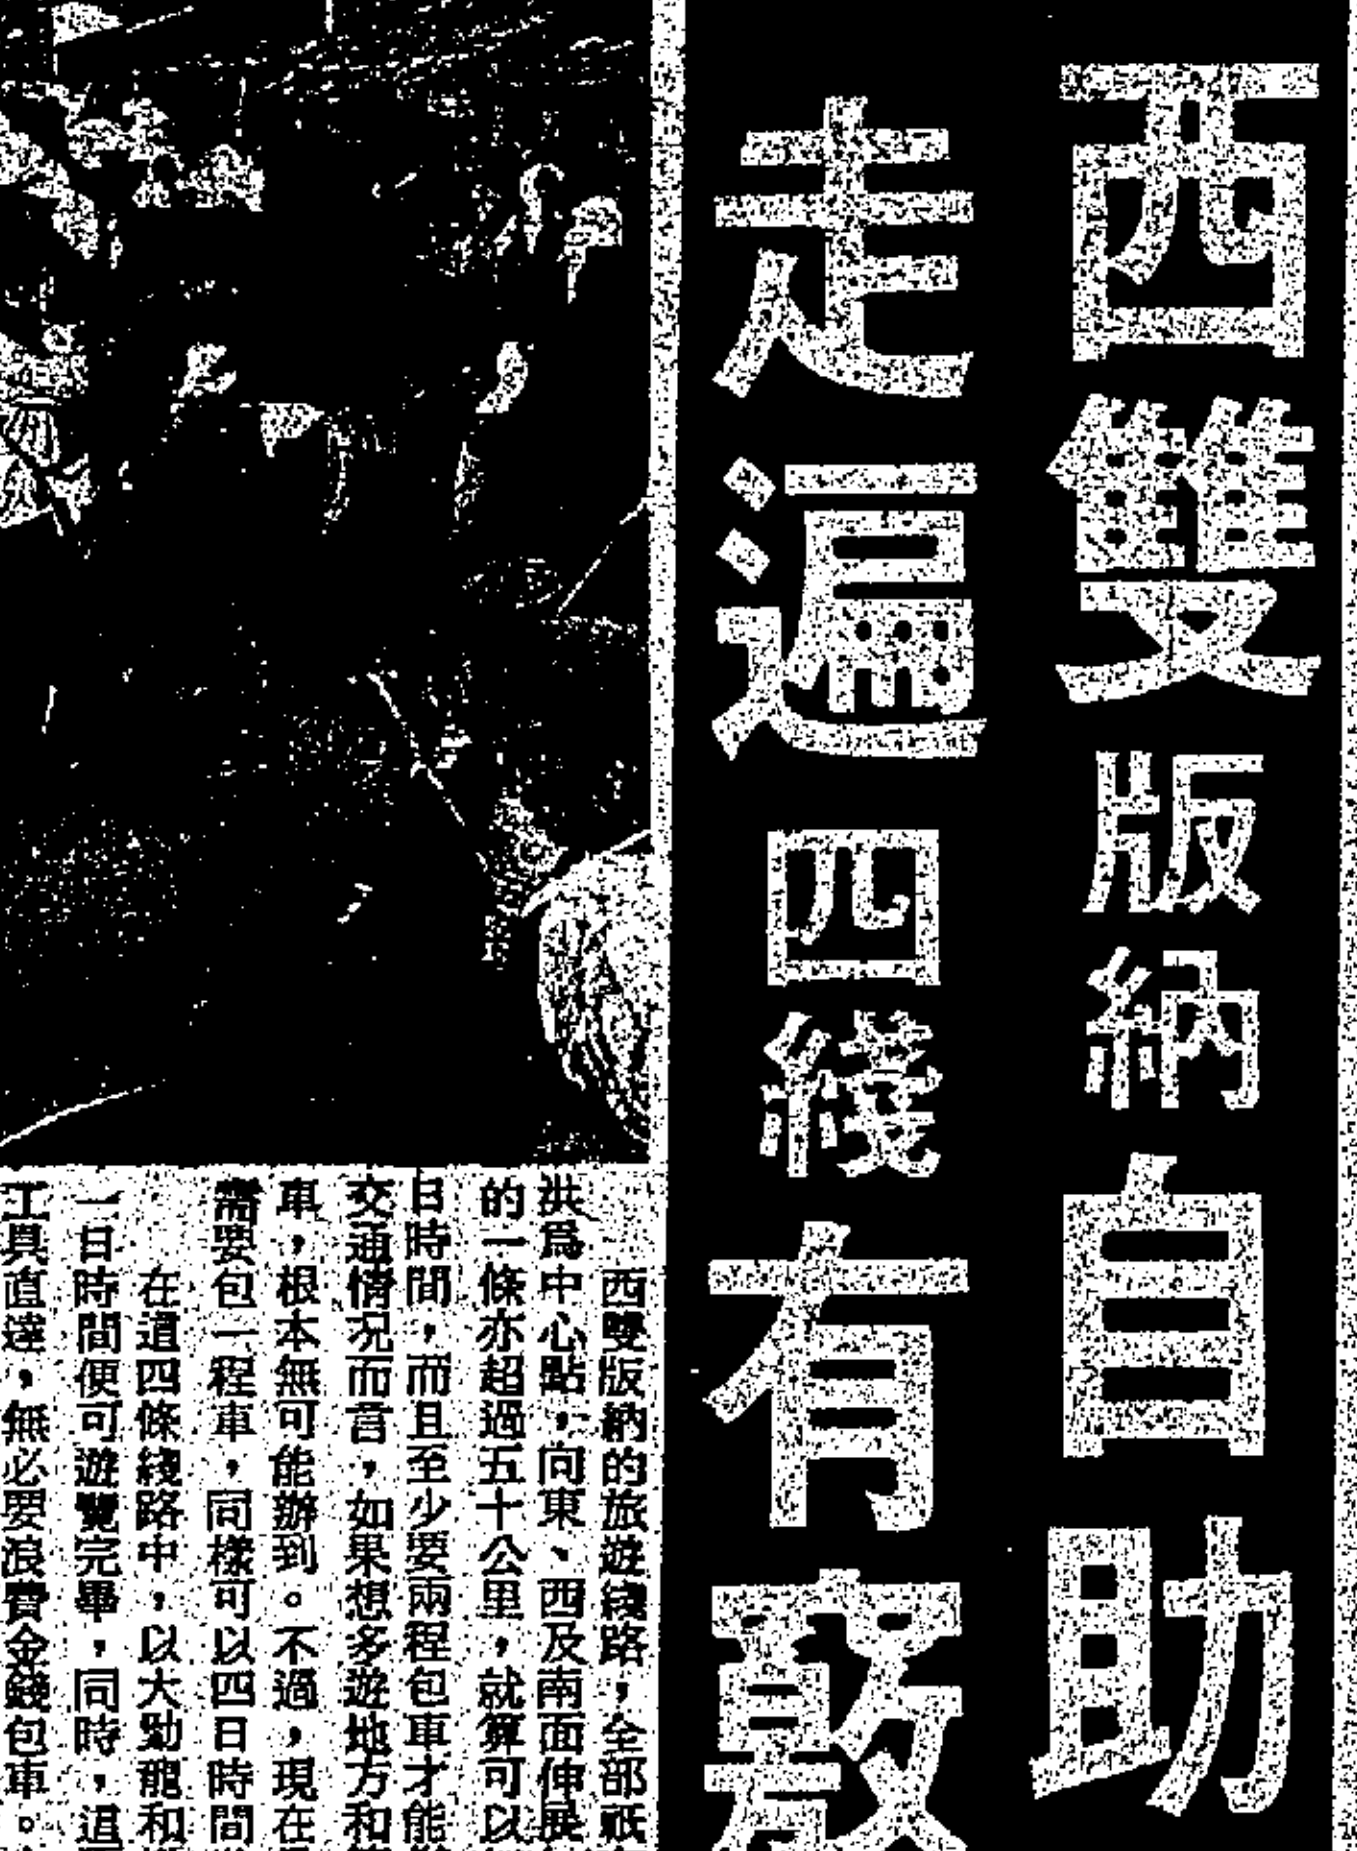 西雙版納自助
走遍四綫有竅
西雙版納的旅遊綫路，全部祇
洪爲中心點，向東、西及南面伸展
的一條亦超過五十公里，就算可以
日時間，而且至少要兩程包車才能
交通情况而言，如果想多遊地方和
車，根本無可能辦到。不過，現在
需要包一程車，同樣可以四日時間
在這四條綫路中，以大勐龍和
一日時間便可遊覽完畢，同時，這
工具直達，無必要浪費金錢包車。